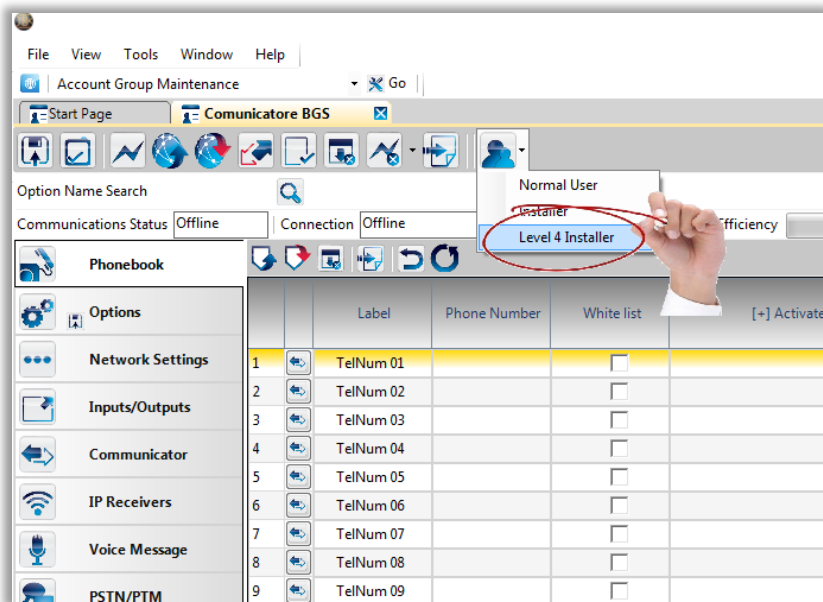 File View Tools Window Help
Account Group Maintenance Go
Start Page Comunicatore BGS
Option Name Search
Normal User
Installer
Level 4 Installer
Communications Status Offline Connection Offline Efficiency
Phonebook
Options
Network Settings
Inputs/Outputs
Communicator
IP Receivers
Voice Message
PSTN/PTM
Label Phone Number White list [+] Activate
1 TelNum 01
2 TelNum 02
3 TelNum 03
4 TelNum 04
5 TelNum 05
6 TelNum 06
7 TelNum 07
8 TelNum 08
9 TelNum 09